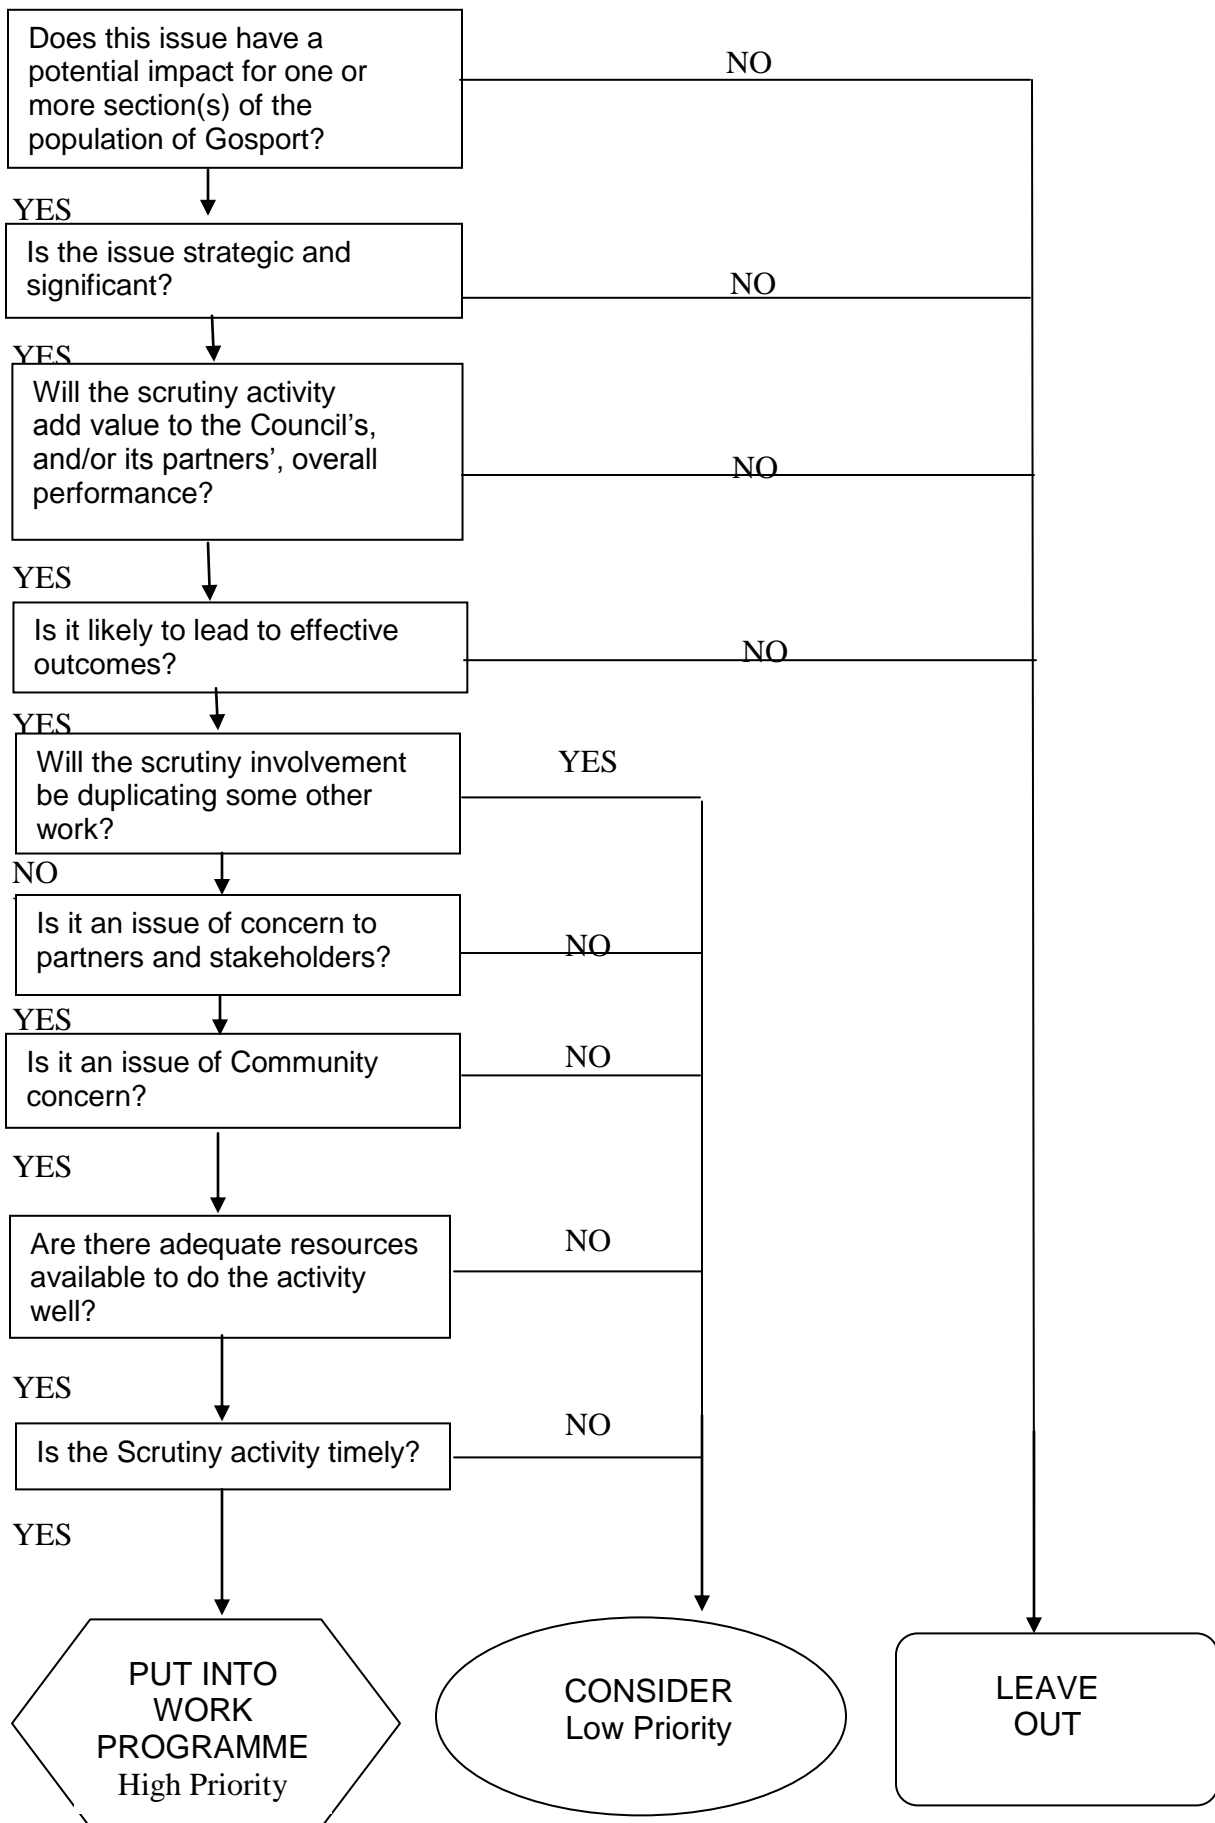 Does this issue have a
potential impact for one or
more section(s) of the
population of Gosport?
NO
YES
Is the issue strategic and
significant?
NO
YES
Will the scrutiny activity
add value to the Council’s,
and/or its partners’, overall
performance?
NO
YES
Is it likely to lead to effective
outcomes?
NO
YES
Will the scrutiny involvement
be duplicating some other
work?
YES
NO
Is it an issue of concern to
partners and stakeholders?
NO
YES
Is it an issue of Community
concern?
NO
YES
Are there adequate resources
available to do the activity
well?
NO
YES
Is the Scrutiny activity timely?
NO
YES
PUT INTO
WORK
PROGRAMME
High Priority
CONSIDER
Low Priority
LEAVE
OUT